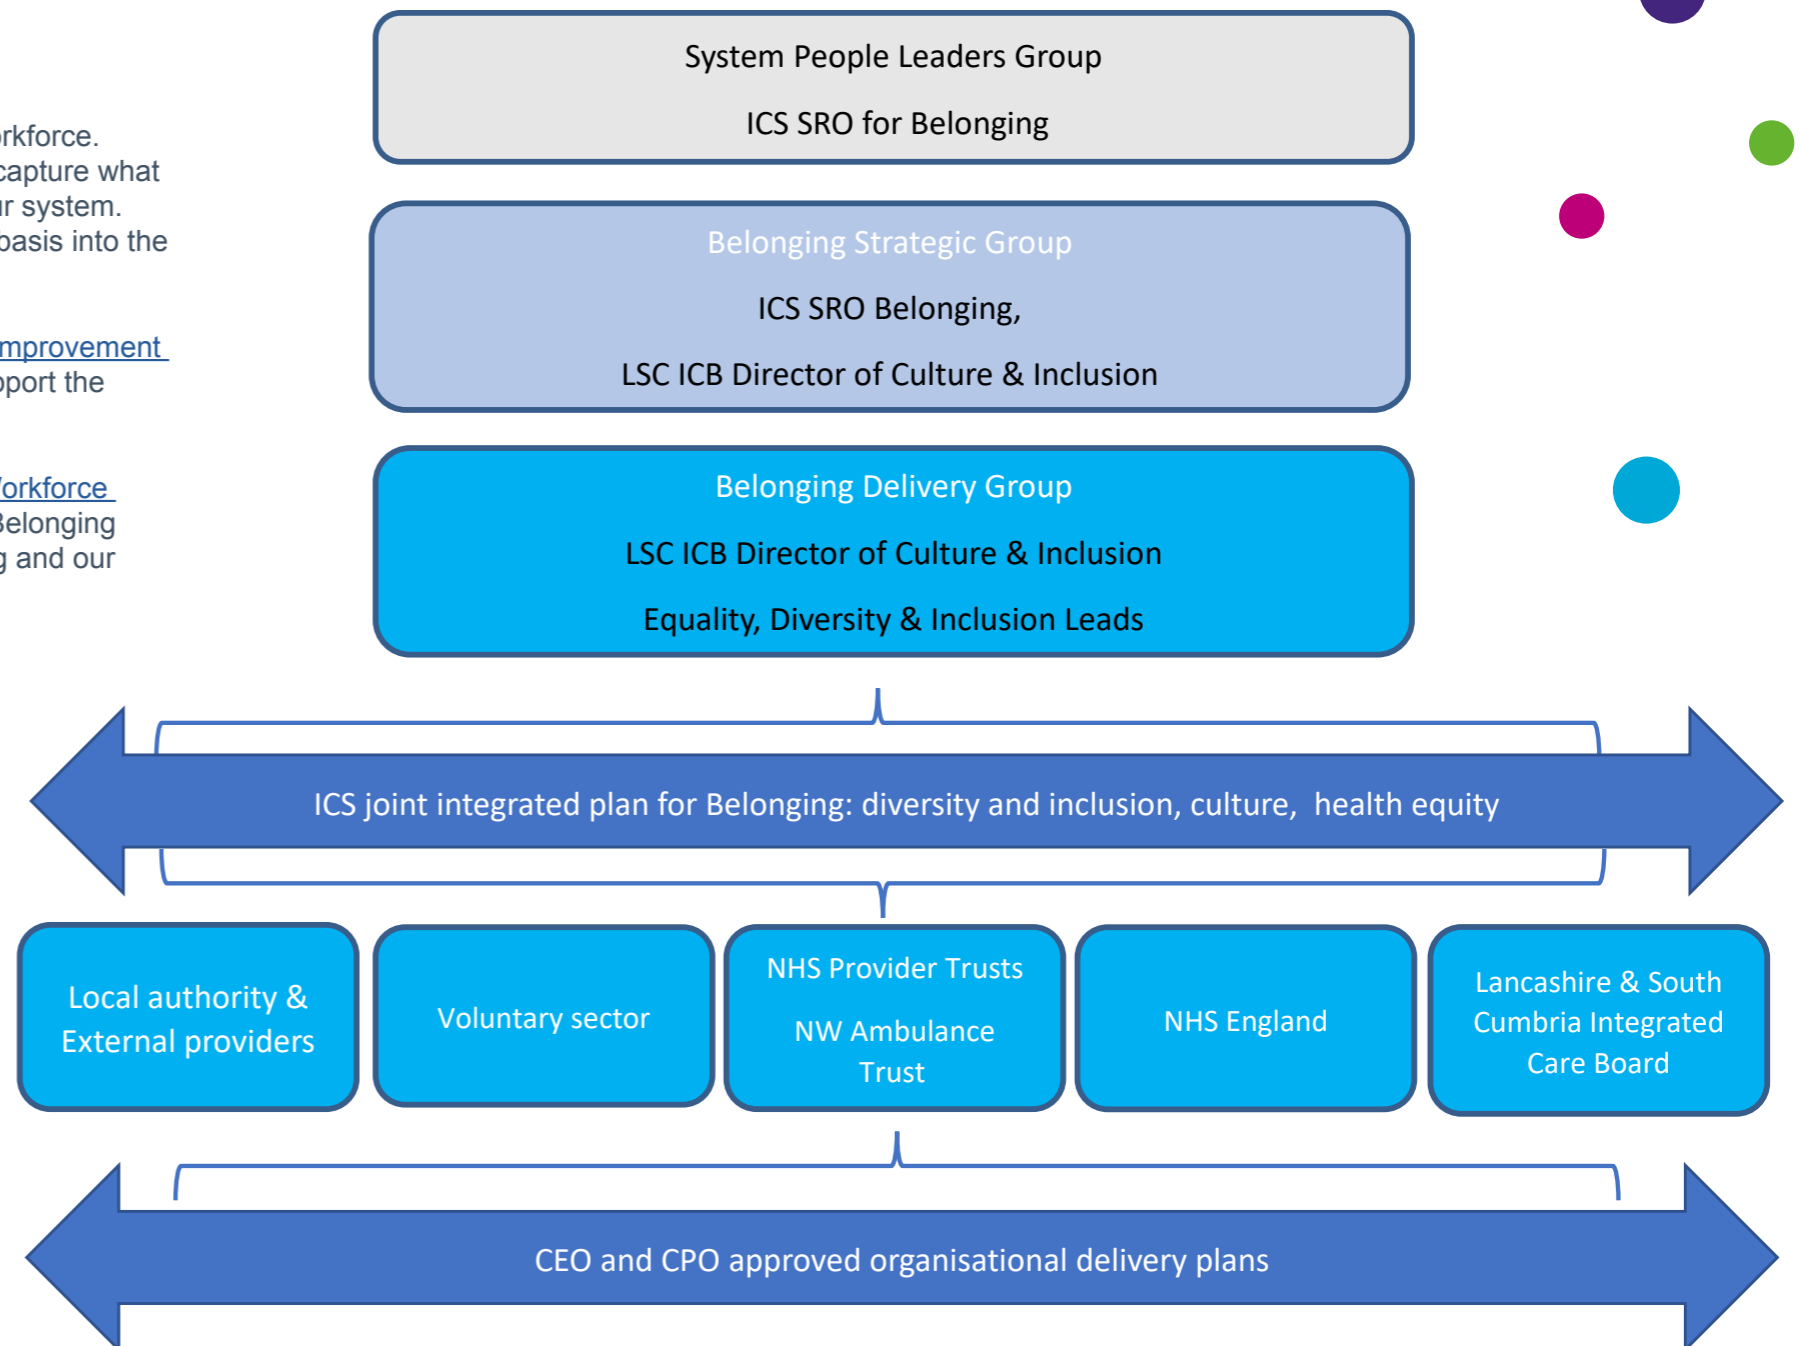 orkforce.
capture what
ur system.
basis into the
mprovement
pport the
Vorkforce
Belonging
g and our
System People Leaders Group
ICS SRO for Belonging
Belonging Strategic Group
ICS SRO Belonging,
LSC ICB Director of Culture & Inclusion
Belonging Delivery Group
LSC ICB Director of Culture & Inclusion
Equality, Diversity & Inclusion Leads
ICS joint integrated plan for Belonging: diversity and inclusion, culture, health equity
Local authority &
External providers
Voluntary sector
NHS Provider Trusts
NW Ambulance
Trust
NHS England
Lancashire & South
Cumbria Integrated
Care Board
CEO and CPO approved organisational delivery plans